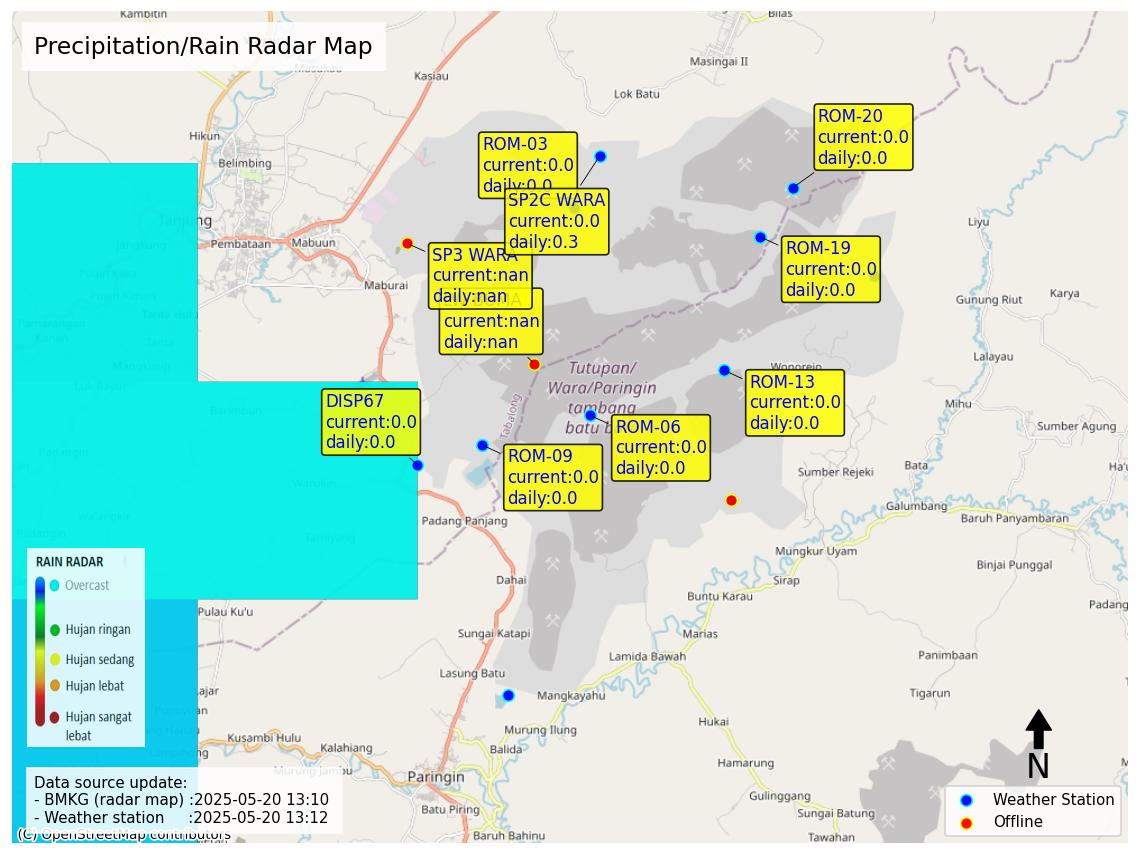 Precipitation/Rain Radar Map
Kambitin
Bilas
Masingai II
Kasiau
Lok Batu
Hikun
Belimbing
Tanjung
Pembataan
Mabuun
Maburai
Liyu
Gunung Riut
Karya
Lalayau
Wonorejo
Mihu
Sumber Agung
Bata
Sumber Rejeki
Galumbang
Baruh Panyambaran
Mungkur Uyam
Binjai Punggal
Sirap
Buntu Karau
Padang
Marias
Lamida Bawah
Panimbaan
Tigarun
Padang Panjang
Dahai
Sungai Katapi
Lasung Batu
Mangkayahu
Murung Ilung
Hukai
Hamarung
Balida
Gulinggang
Sungai Batung
Tawahan
Paringin
Batu Piring
Baruh Bahinu
Kalahiang
Kusambi Hulu
Pulau Ku'u
Murung Jambu
Tabalong
Tutupan/
Wara/Paringin
tambang
batu b
ROM-03
current:0.0
daily:0.0
SP2C WARA
current:0.0
daily:0.3
ROM-20
current:0.0
daily:0.0
ROM-19
current:0.0
daily:0.0
SP3 WARA
current:nan
daily:nan
current:nan
daily:nan
ROM-13
current:0.0
daily:0.0
DISP67
current:0.0
daily:0.0
ROM-06
current:0.0
daily:0.0
ROM-09
current:0.0
daily:0.0
RAIN RADAR
Overcast
Hujan ringan
Hujan sedang
Hujan lebat
Hujan sangat
lebat
Data source update:
- BMKG (radar map) :2025-05-20 13:10
- Weather station :2025-05-20 13:12
(C) OpenStreetMap contributors
N
Weather Station
Offline